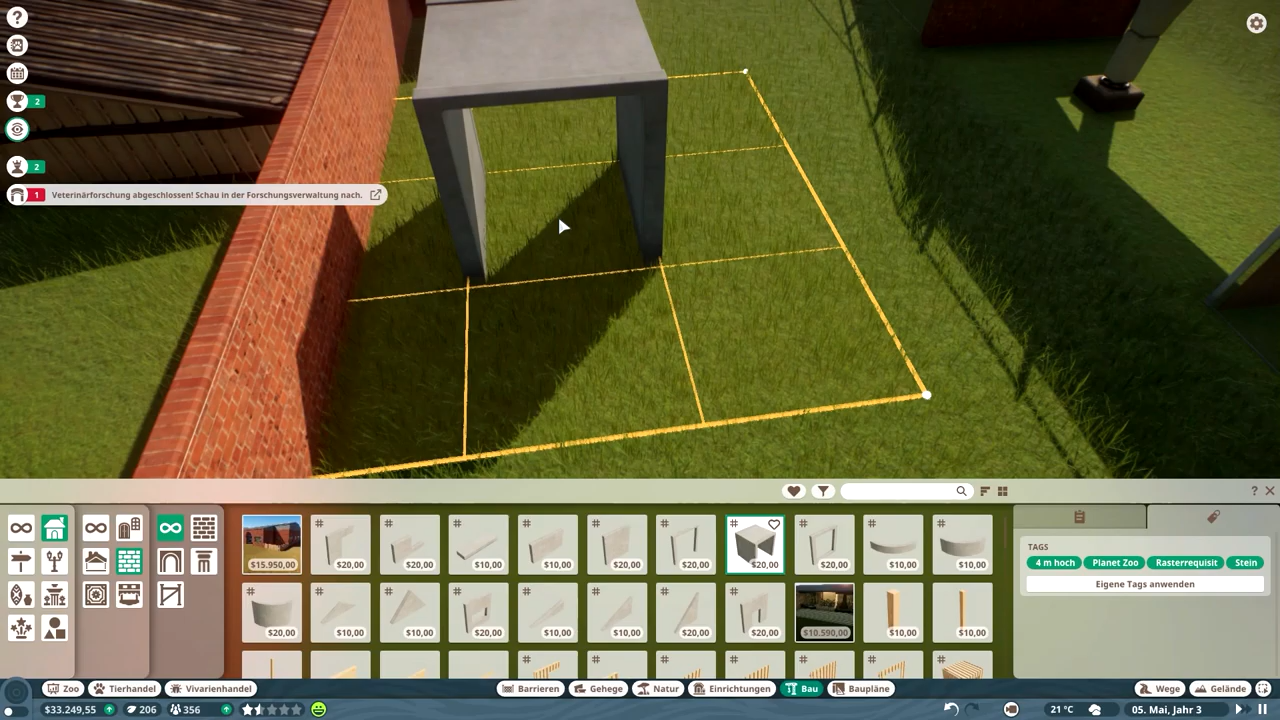 ?
2
2
1 Veterinärforschung abgeschlossen! Schau in der Forschungsverwaltung nach.
?
$15.950,00 $20,00 $20,00 $10,00 $10,00 $20,00 $20,00 $20,00 $20,00 $10,00 $10,00
$20,00 $10,00 $10,00 $20,00 $10,00 $10,00 $20,00 $20,00 $10.590,00 $10,00 $10,00
TAGS
4 m hoch Planet Zoo Rasterrequisit Stein
Eigene Tags anwenden
Zoo Tierhandel Vivarienhandel Barrieren Gehege Natur Einrichtungen Bau Baupläne Wege Gelände
$33.249,55 206 356 21 °C 05. Mai, Jahr 3